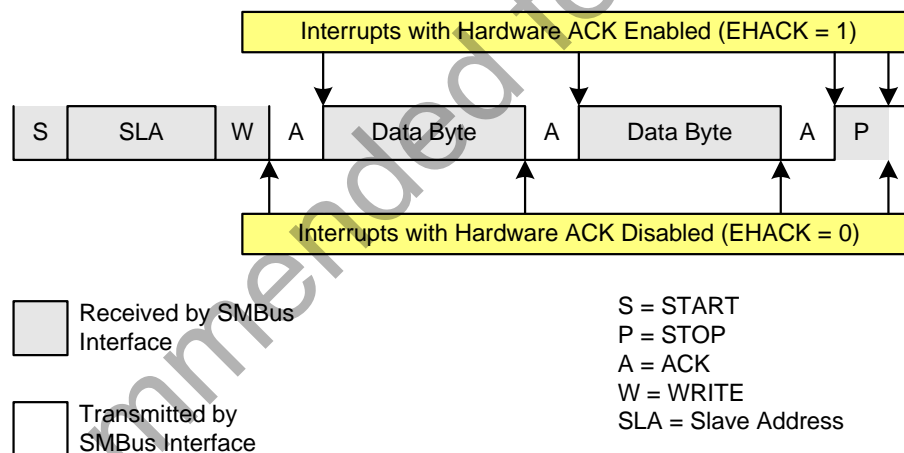 Interrupts with Hardware ACK Enabled (EHACK = 1)
S SLA W A Data Byte A Data Byte A P
Interrupts with Hardware ACK Disabled (EHACK = 0)
Received by SMBus
Interface
Transmitted by
SMBus Interface
S = START
P = STOP
A = ACK
W = WRITE
SLA = Slave Address